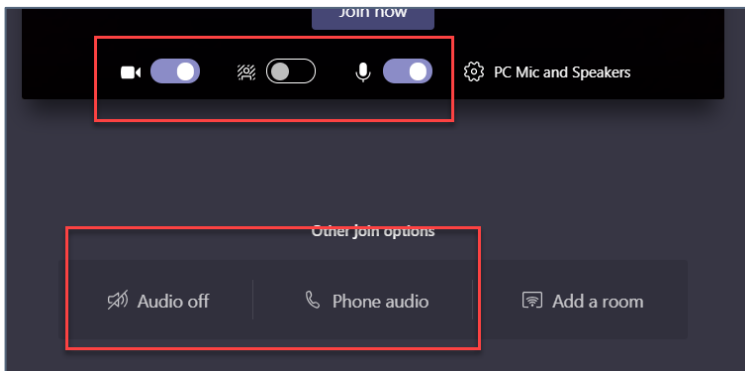 Join now
PC Mic and Speakers
Other join options
Audio off
Phone audio
Add a room